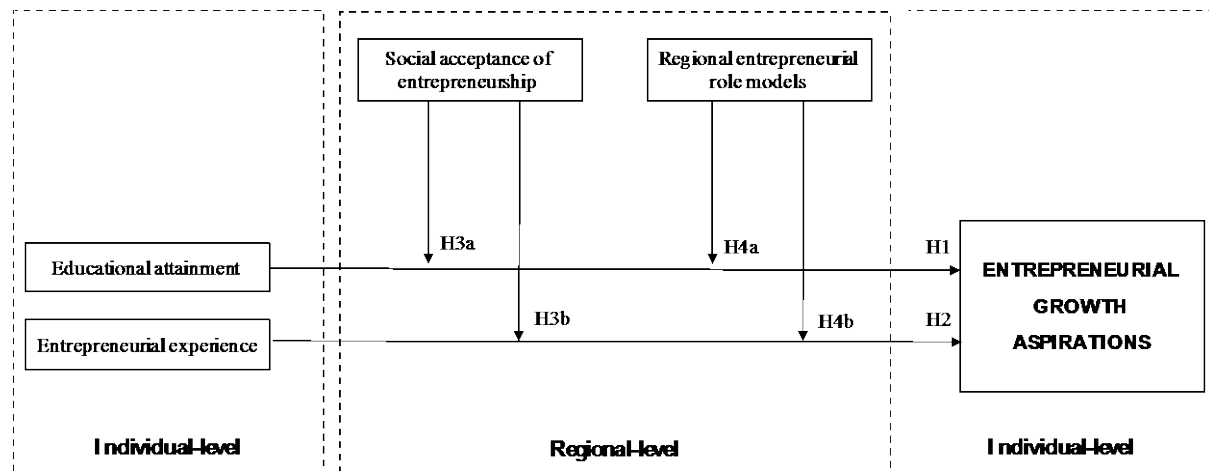 Social acceptance of
entrepreneurship
Regional entrepreneurial
role models
H3a
H4a
H1
Educational attainment
ENTREPRENEURIAL
GROWTH
ASPIRATIONS
H3b
H4b
H2
Entrepreneurial experience
Individual-level
Regional-level
Individual-level